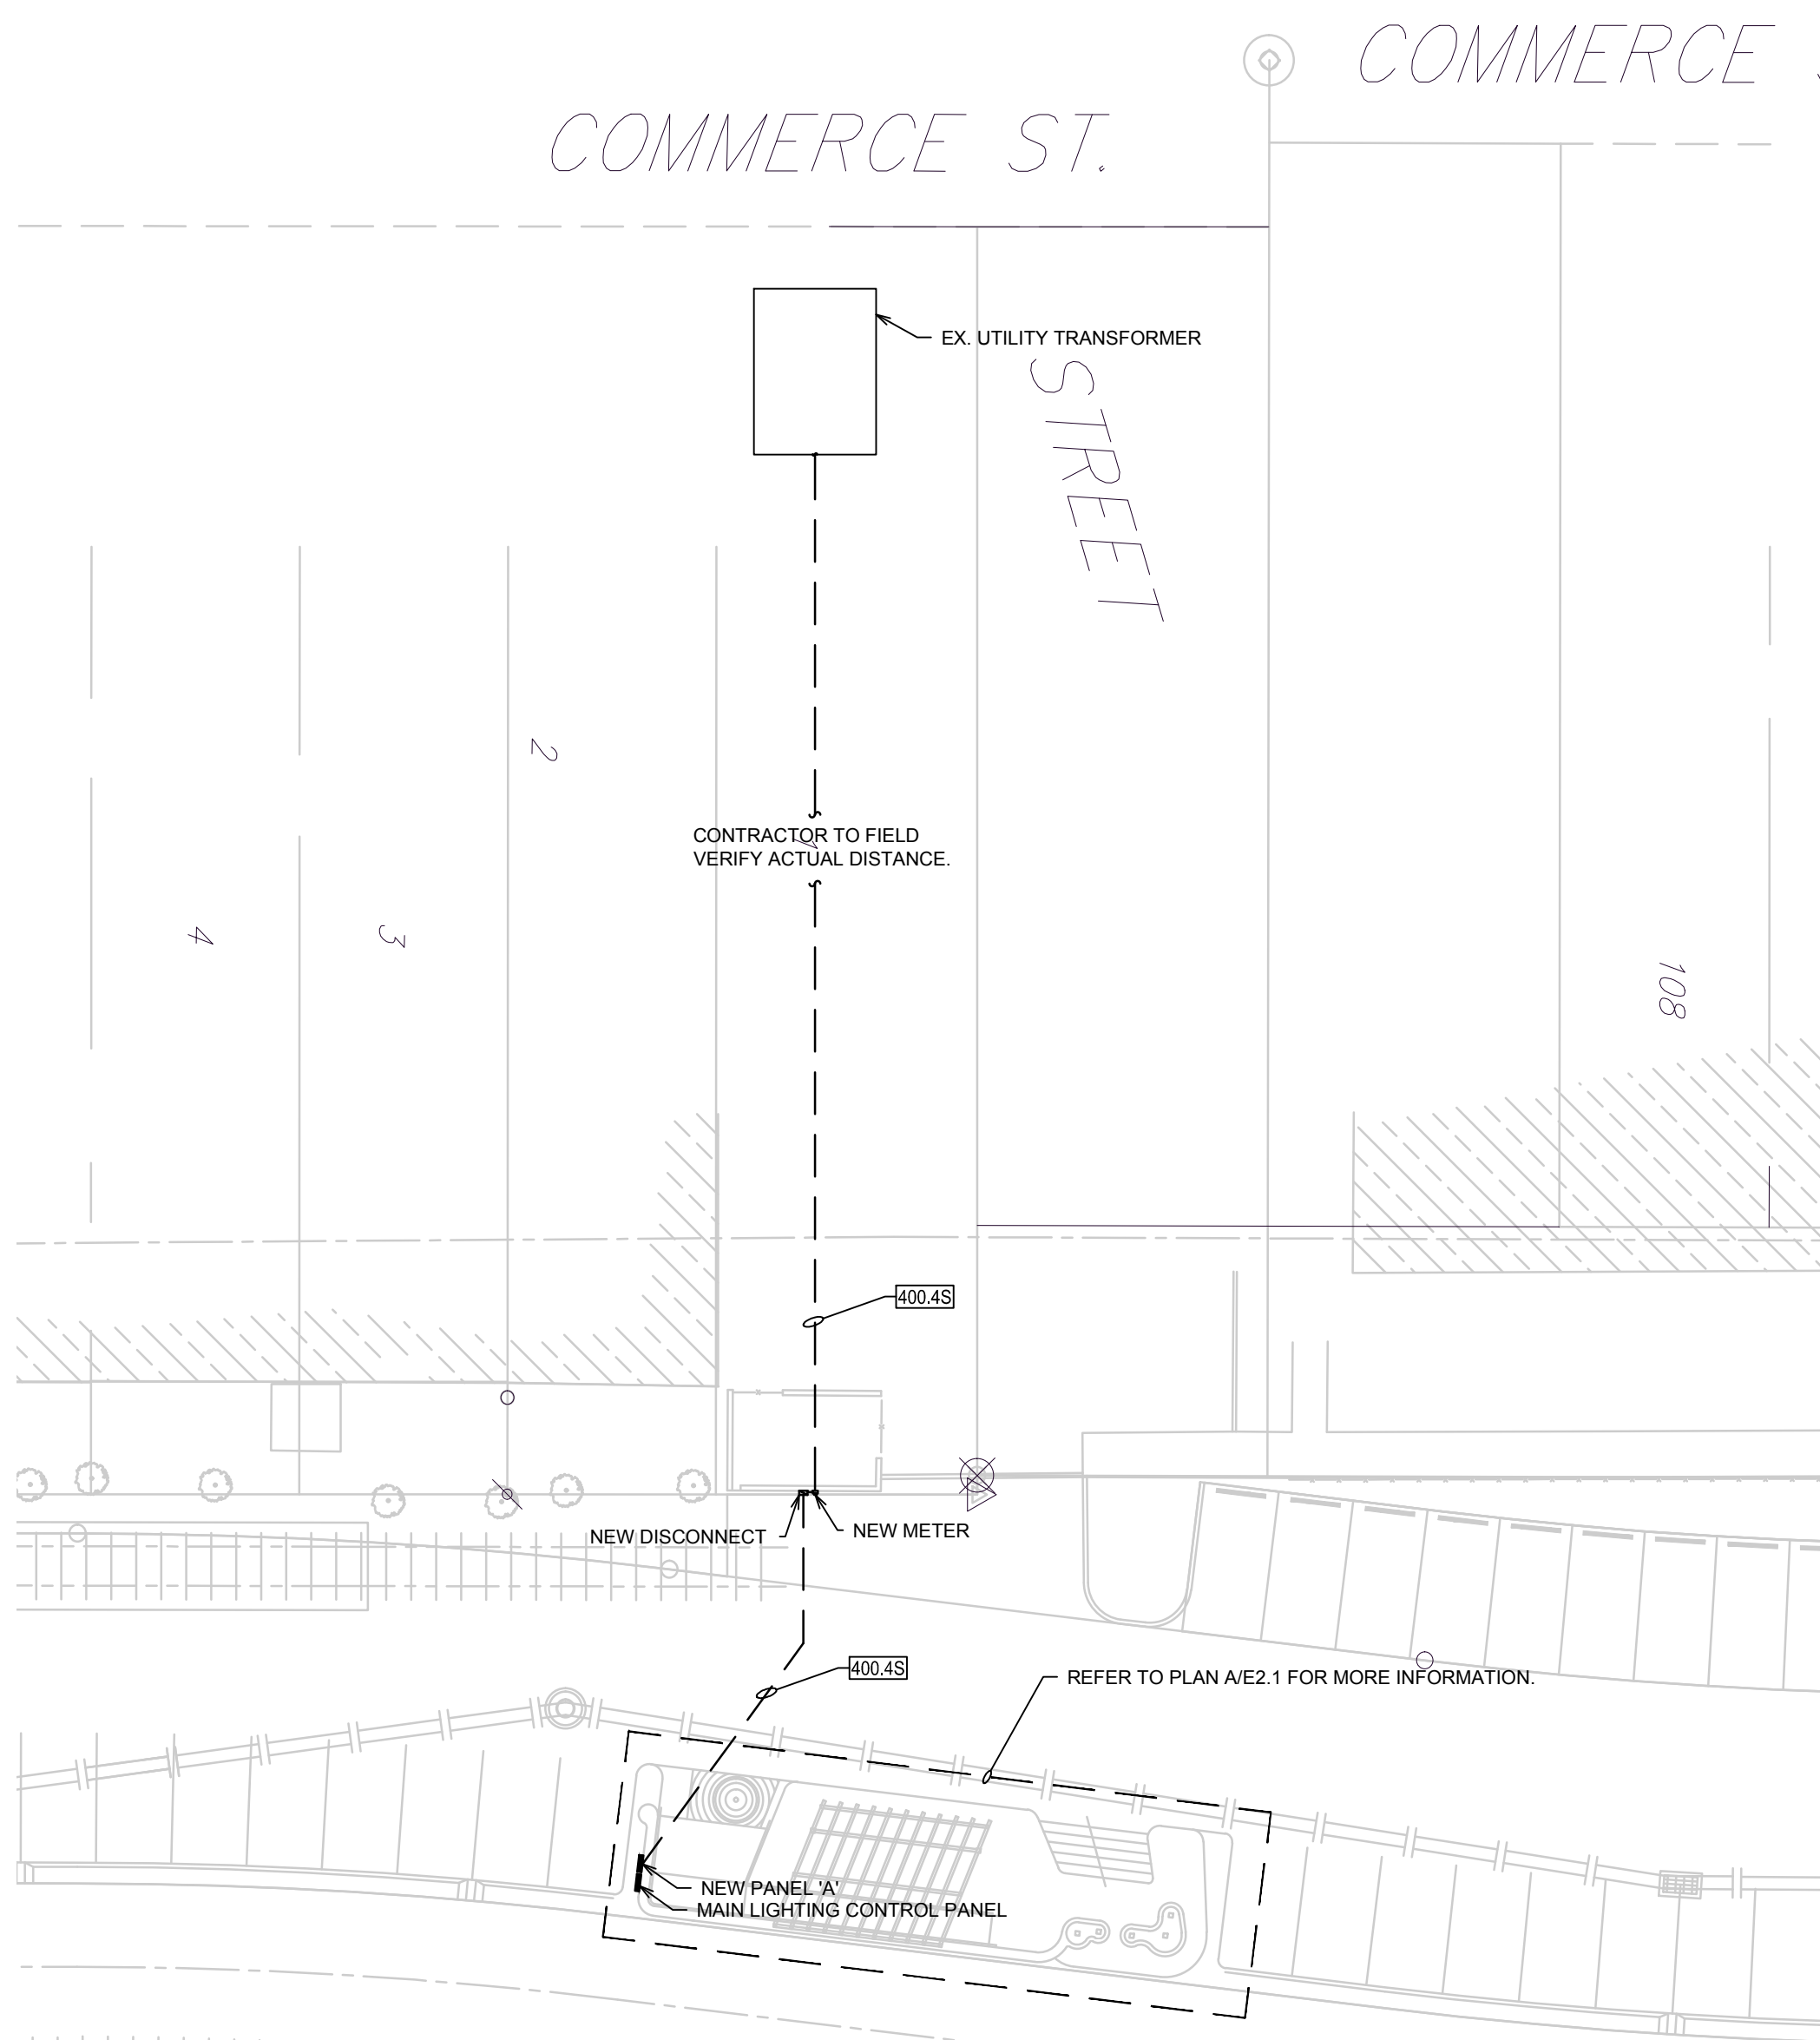 COMMERCE
COMMERCE ST.
EX. UTILITY TRANSFORMER
STREET
2
CONTRACTOR TO FIELD
VERIFY ACTUAL DISTANCE.
4
3
108
400.4S
NEW DISCONNECT
NEW METER
400.4S
REFER TO PLAN A/E2.1 FOR MORE INFORMATION.
NEW PANEL 'A'
MAIN LIGHTING CONTROL PANEL